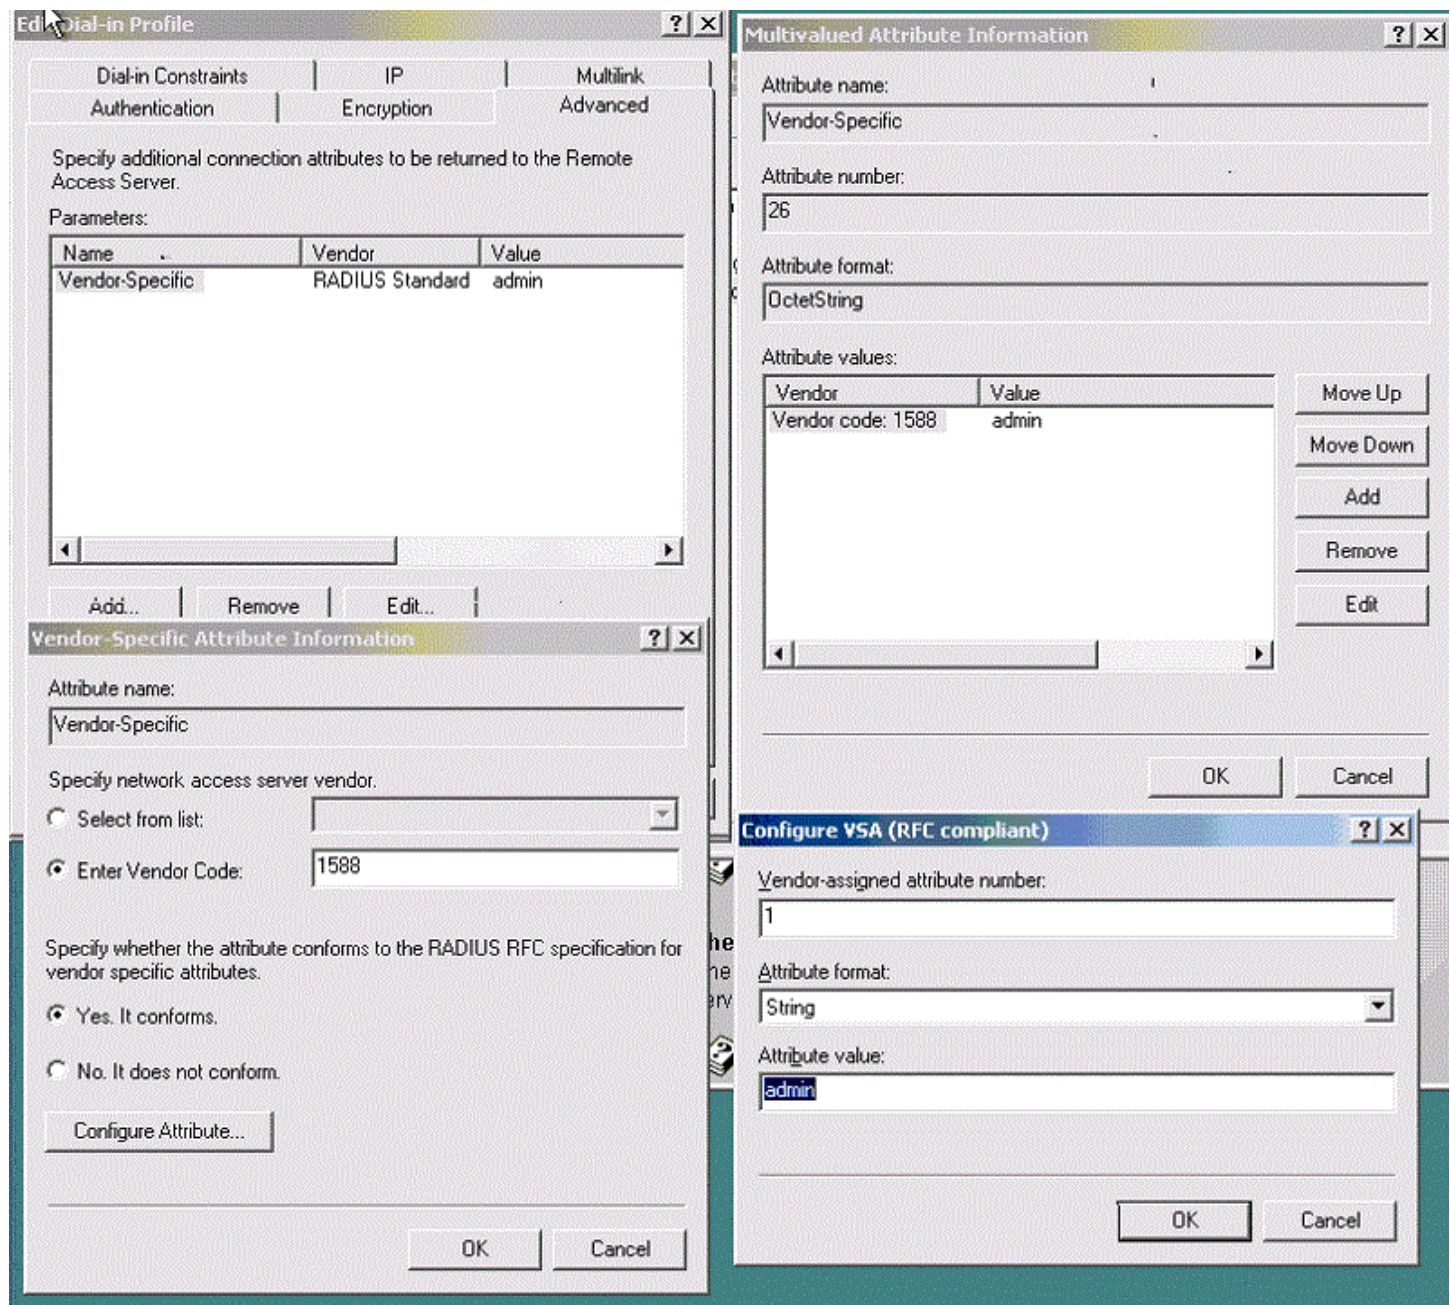 Edit Dial-in Profile
Dial-in Constraints IP Multilink
Authentication Encryption Advanced
Specify additional connection attributes to be returned to the Remote
Access Server.
Parameters:
Name Vendor Value
Vendor-Specific RADIUS Standard admin
Add... Remove Edit...
Vendor-Specific Attribute Information
Attribute name:
Vendor-Specific
Specify network access server vendor.
Select from list:
Enter Vendor Code: 1588
Specify whether the attribute conforms to the RADIUS RFC specification for
vendor specific attributes.
Yes. It conforms.
No. It does not conform.
Configure Attribute...
OK Cancel
Multivalued Attribute Information
Attribute name:
Vendor-Specific
Attribute number:
26
Attribute format:
OctetString
Attribute values:
Vendor Value
Vendor code: 1588 admin
Move Up
Move Down
Add
Remove
Edit
OK Cancel
Configure VSA (RFC compliant)
Vendor-assigned attribute number:
1
Attribute format:
String
Attribute value:
admin
OK Cancel